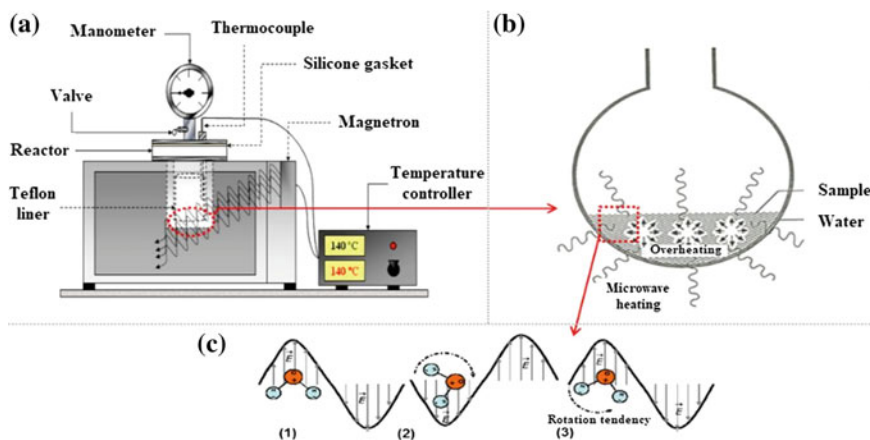 (a)
Manometer
Thermocouple
Silicone gasket
Valve
Magnetron
Reactor
Temperature
controller
Teflon
liner
140 °C
140 °C
(b)
Sample
Water
Overheating
Microwave
heating
(c)
(1)
(2)
(3)
Rotation tendency